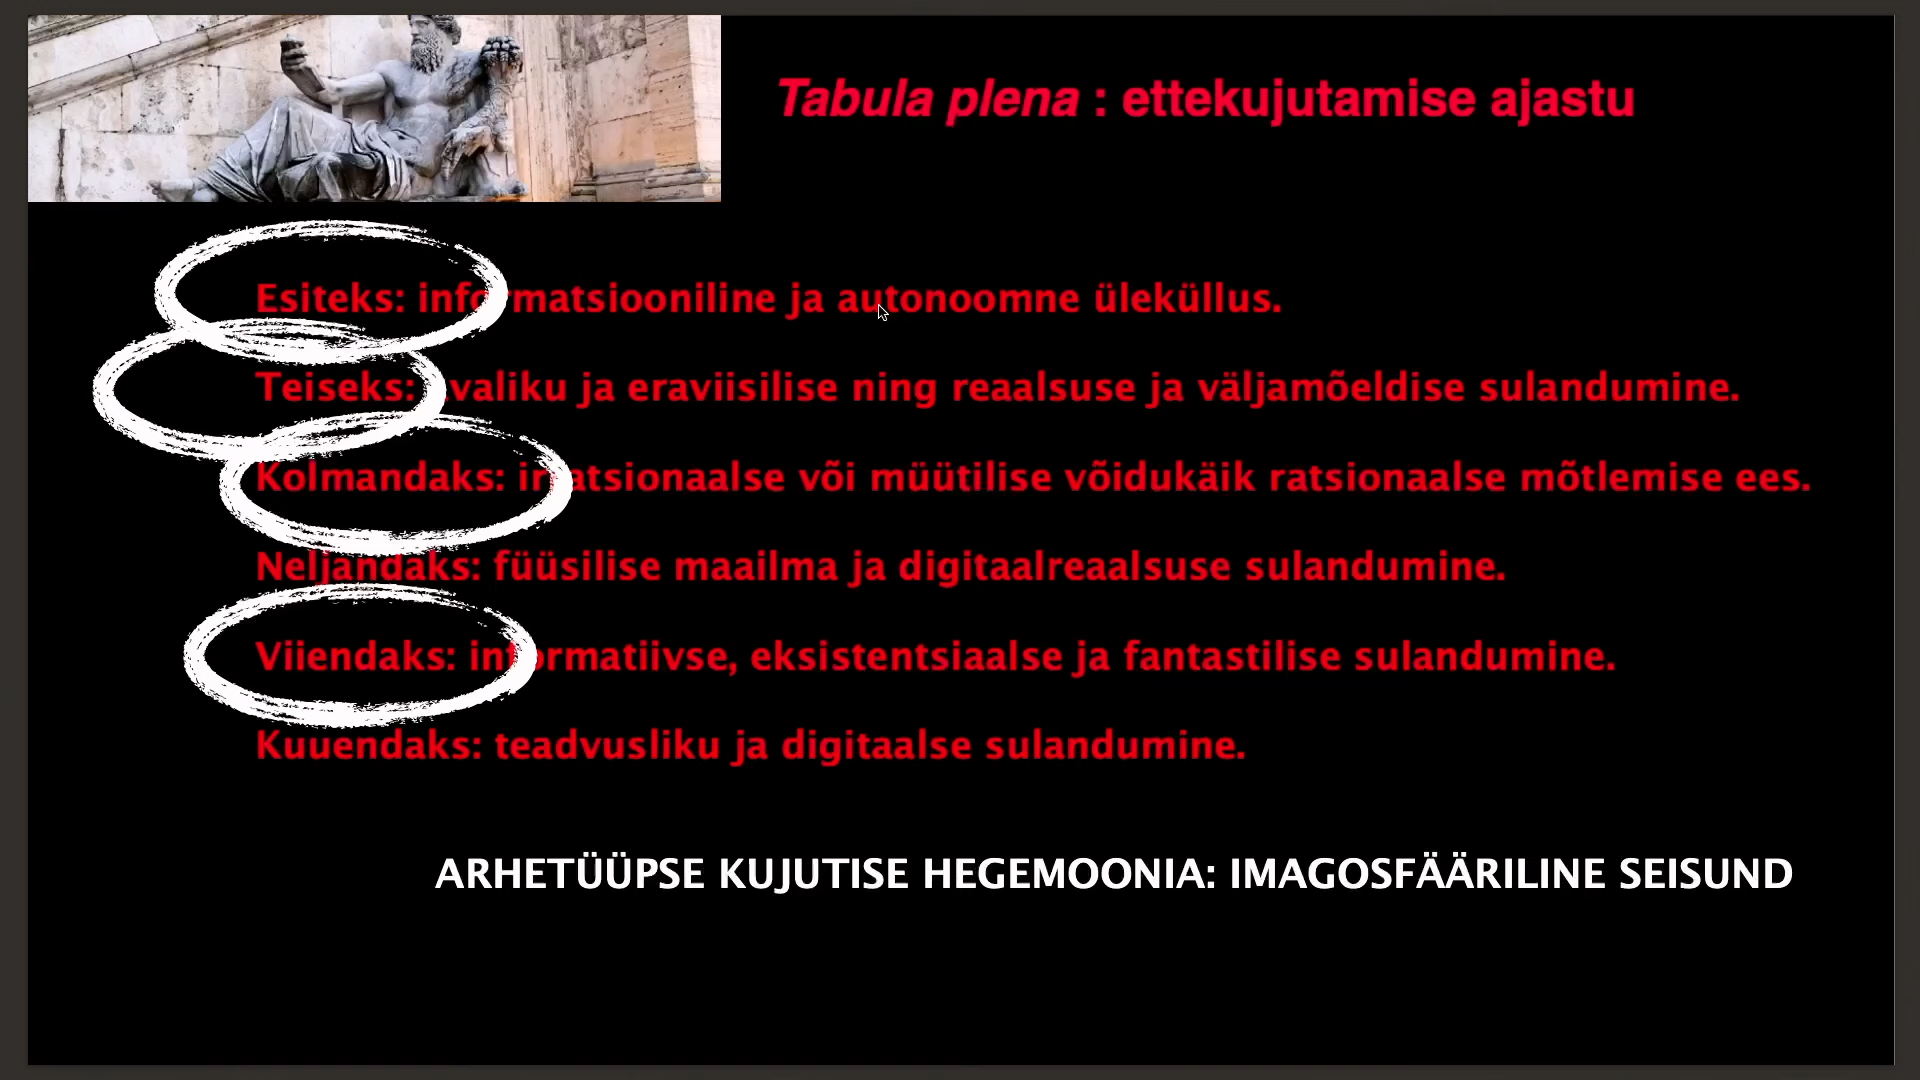 Tabula plena : ettekujutamise ajastu
Esiteks: informatsiooniline ja autonoomne üleküllus.
Teiseks: avaliku ja eraviisilise ning reaalsuse ja väljamõeldise sulandumine.
Kolmandaks: irratsionaalse või müütilise võidukäik ratsionaalse mõtlemise ees.
Neljandaks: füüsilise maailma ja digitaalreaalsuse sulandumine.
Viiendaks: informatiivse, eksistentsiaalse ja fantastilise sulandumine.
Kuuendaks: teadvusliku ja digitaalse sulandumine.
ARHETÜÜPSE KUJUTISE HEGEMOONIA: IMAGOSFÄÄRILINE SEISUND